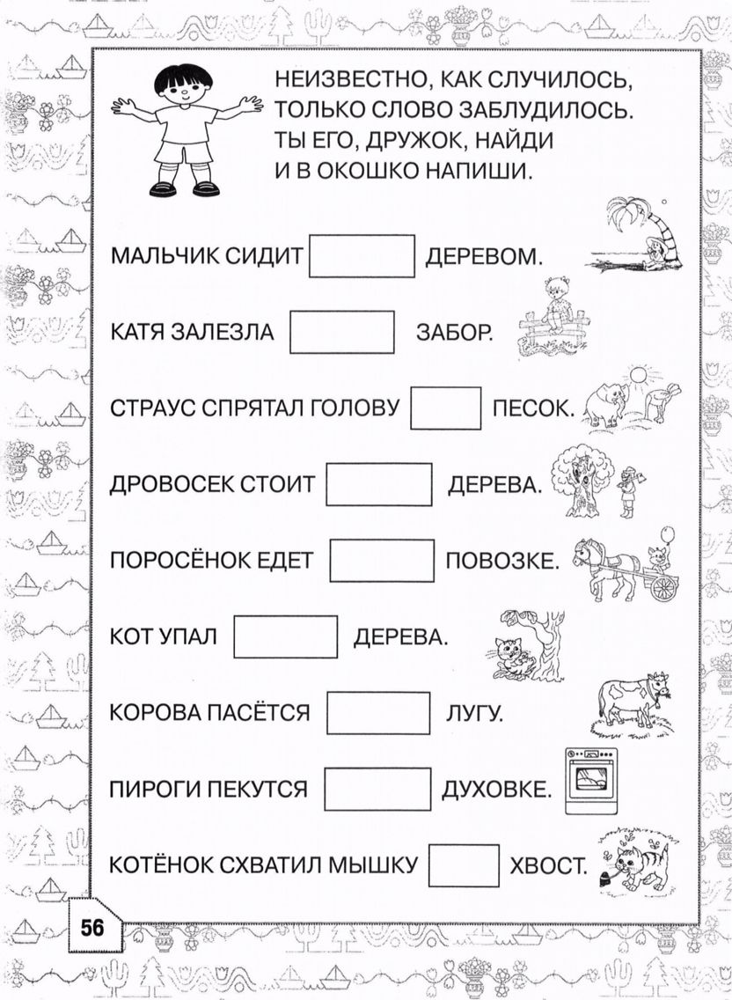 НЕИЗВЕСТНО, КАК СЛУЧИЛОСЬ,
ТОЛЬКО СЛОВО ЗАБЛУДИЛОСЬ.
ТЫ ЕГО, ДРУЖОК, НАЙДИ
И В ОКОШКО НАПИШИ.
МАЛЬЧИК СИДИТ ДЕРЕВОМ.
КАТЯ ЗАЛЕЗЛА ЗАБОР.
СТРАУС СПРЯТАЛ ГОЛОВУ ПЕСОК.
ДРОВОСЕК СТОИТ ДЕРЕВА.
ПОРОСЁНОК ЕДЕТ ПОВОЗКЕ.
КОТ УПАЛ ДЕРЕВА.
КОРОВА ПАСЁТСЯ ЛУГУ.
ПИРОГИ ПЕКУТСЯ ДУХОВКЕ.
КОТЁНОК СХВАТИЛ МЫШКУ ХВОСТ.
56